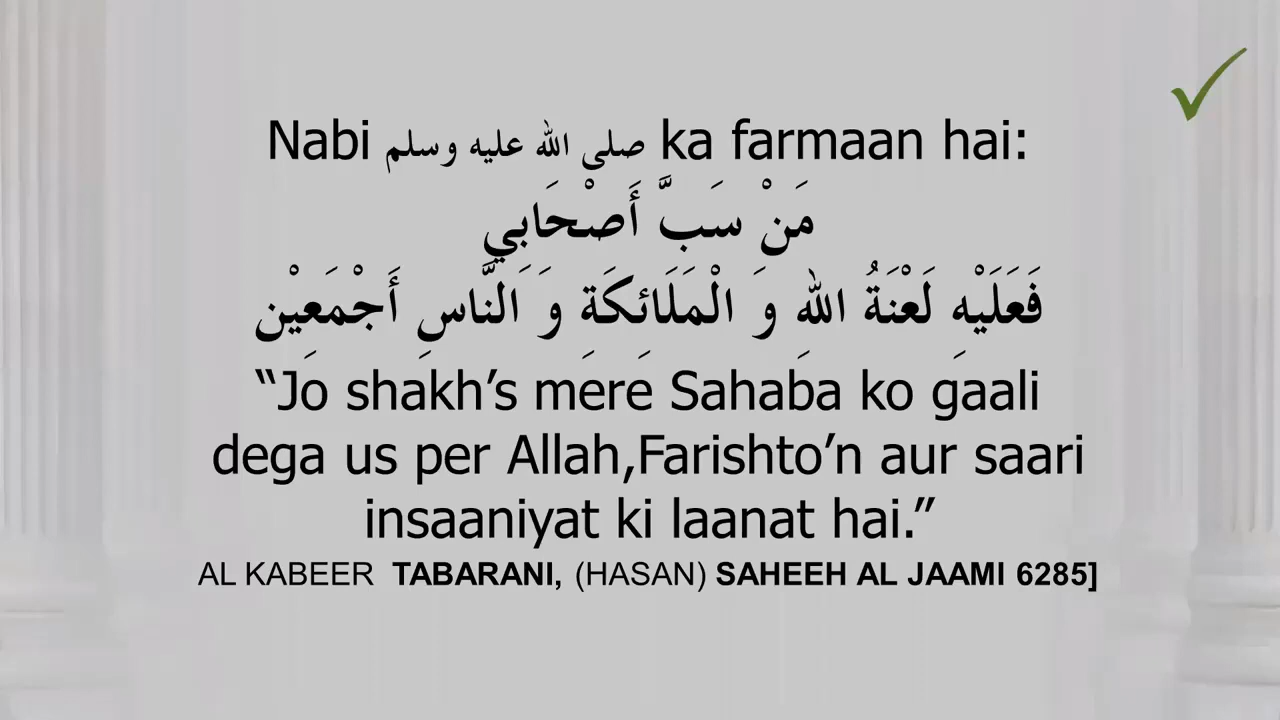 Nabi صلى الله عليه وسلم ka farmaan hai:
مَنْ سَبَّ أَصْحَابِي
فَعَلَيْهِ لَعْنَةُ اللهِ وَ الْمَلَائِكَةِ وَ النَّاسِ أَجْمَعِيْن
“Jo shakh’s mere Sahaba ko gaali
dega us per Allah,Farishto’n aur saari
insaaniyat ki laanat hai.”
AL KABEER TABARANI, (HASAN) SAHEEH AL JAAMI 6285]